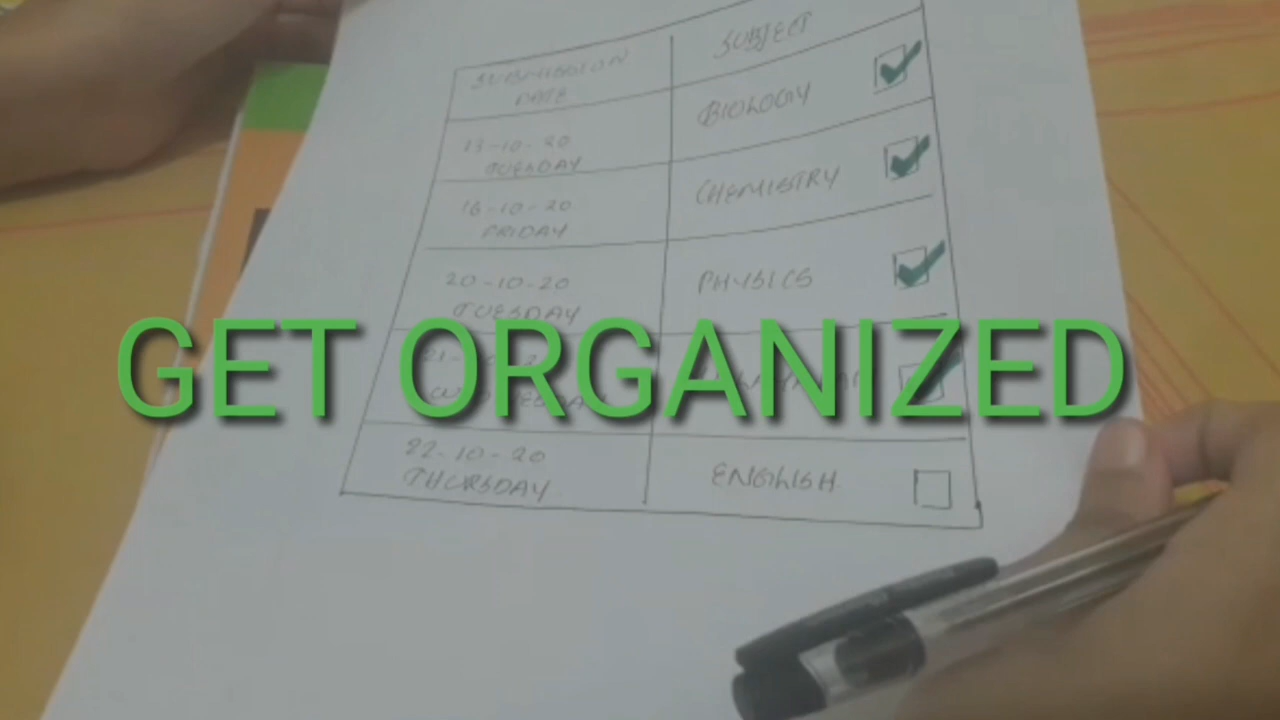 SUBMISSION DATE
SUBJECT
13-10-20
TUESDAY
BIOLOGY
16-10-20
FRIDAY
CHEMISTRY
20-10-20
TUESDAY
PHYSICS
GET ORGANIZED
22-10-20
THURSDAY
ENGLISH